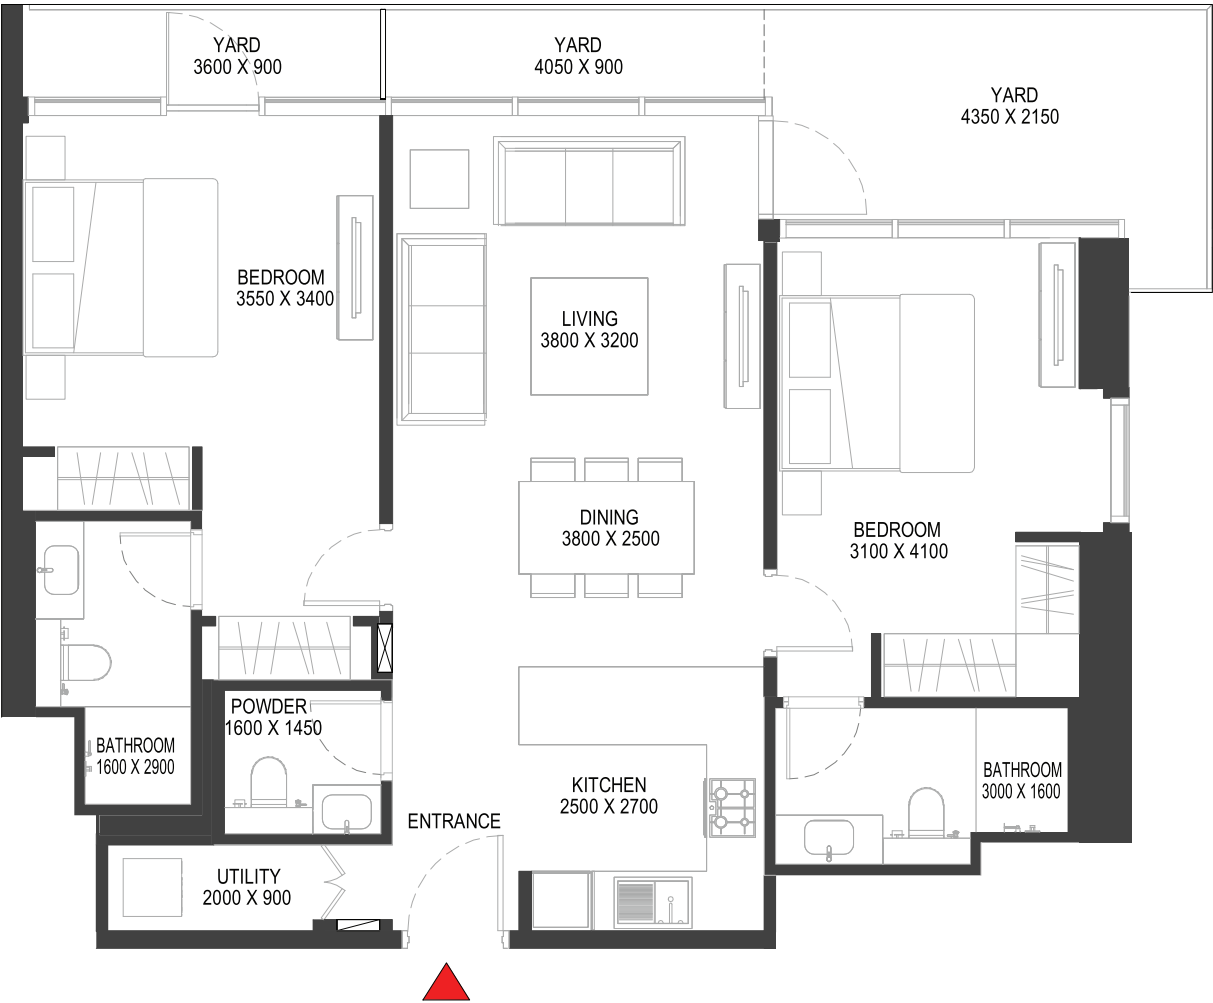 YARD
3600 X 900
YARD
4050 X 900
YARD
4350 X 2150
BEDROOM
3550 X 3400
LIVING
3800 X 3200
DINING
3800 X 2500
BEDROOM
3100 X 4100
POWDER
1600 X 1450
BATHROOM
1600 X 2900
KITCHEN
2500 X 2700
BATHROOM
3000 X 1600
ENTRANCE
UTILITY
2000 X 900